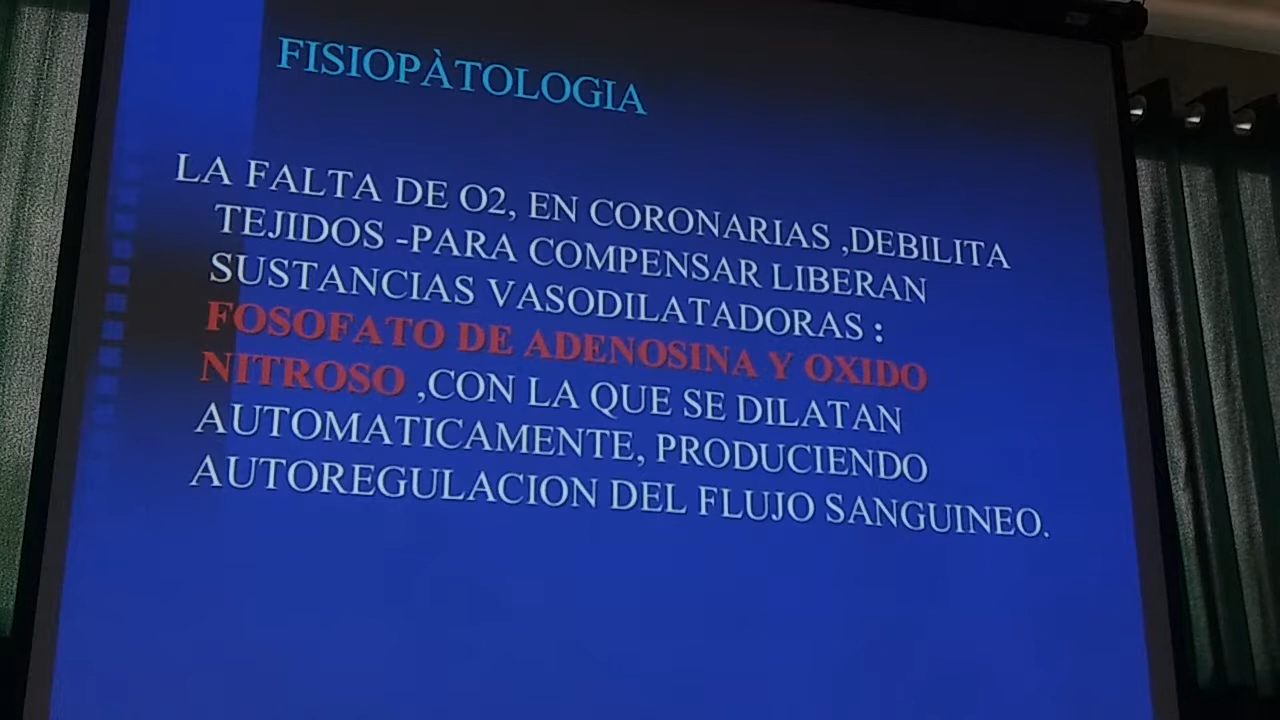 FISIOPÀTOLOGIA
LA FALTA DE O2, EN CORONARIAS ,DEBILITA
TEJIDOS -PARA COMPENSAR LIBERAN
SUSTANCIAS VASODILATADORAS :
FOSOFATO DE ADENOSINA Y OXIDO
NITROSO ,CON LA QUE SE DILATAN
AUTOMATICAMENTE, PRODUCIENDO
AUTOREGULACION DEL FLUJO SANGUINEO.